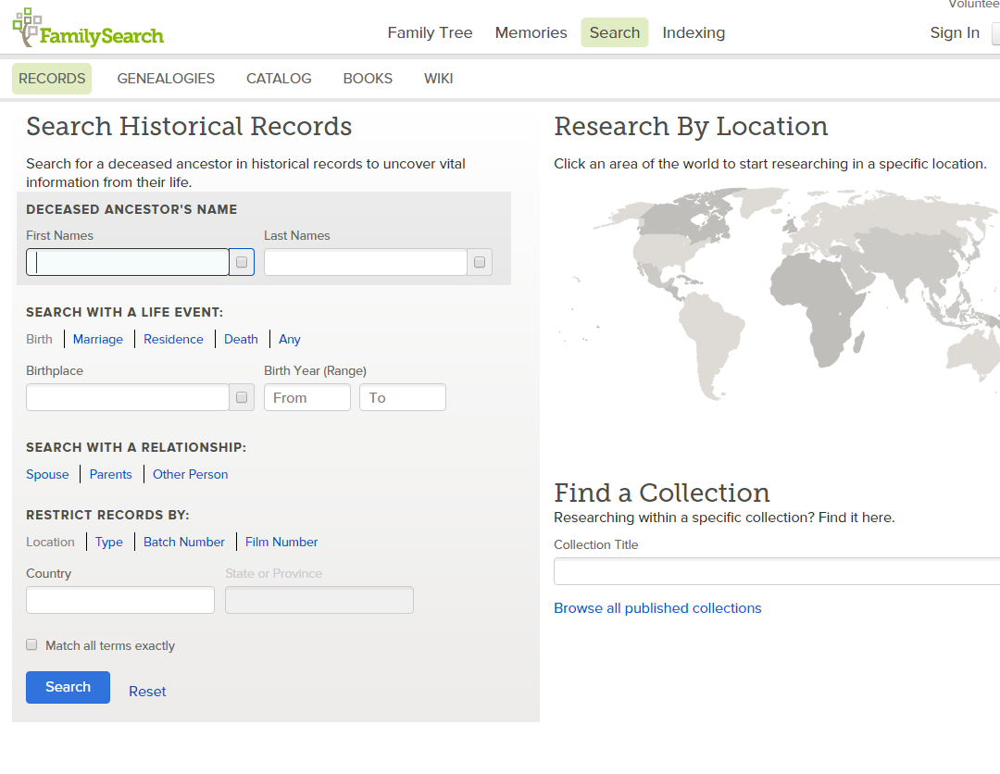 Voluntee
FamilySearch
Family Tree Memories Search Indexing Sign In
RECORDS GENEALOGIES CATALOG BOOKS WIKI
Search Historical Records
Search for a deceased ancestor in historical records to uncover vital
information from their life.
DECEASED ANCESTOR'S NAME
First Names Last Names
SEARCH WITH A LIFE EVENT:
Birth Marriage Residence Death Any
Birthplace Birth Year (Range)
From To
SEARCH WITH A RELATIONSHIP:
Spouse Parents Other Person
RESTRICT RECORDS BY:
Location Type Batch Number Film Number
Country State or Province
Match all terms exactly
Search Reset
Research By Location
Click an area of the world to start researching in a specific location.
Find a Collection
Researching within a specific collection? Find it here.
Collection Title
Browse all published collections